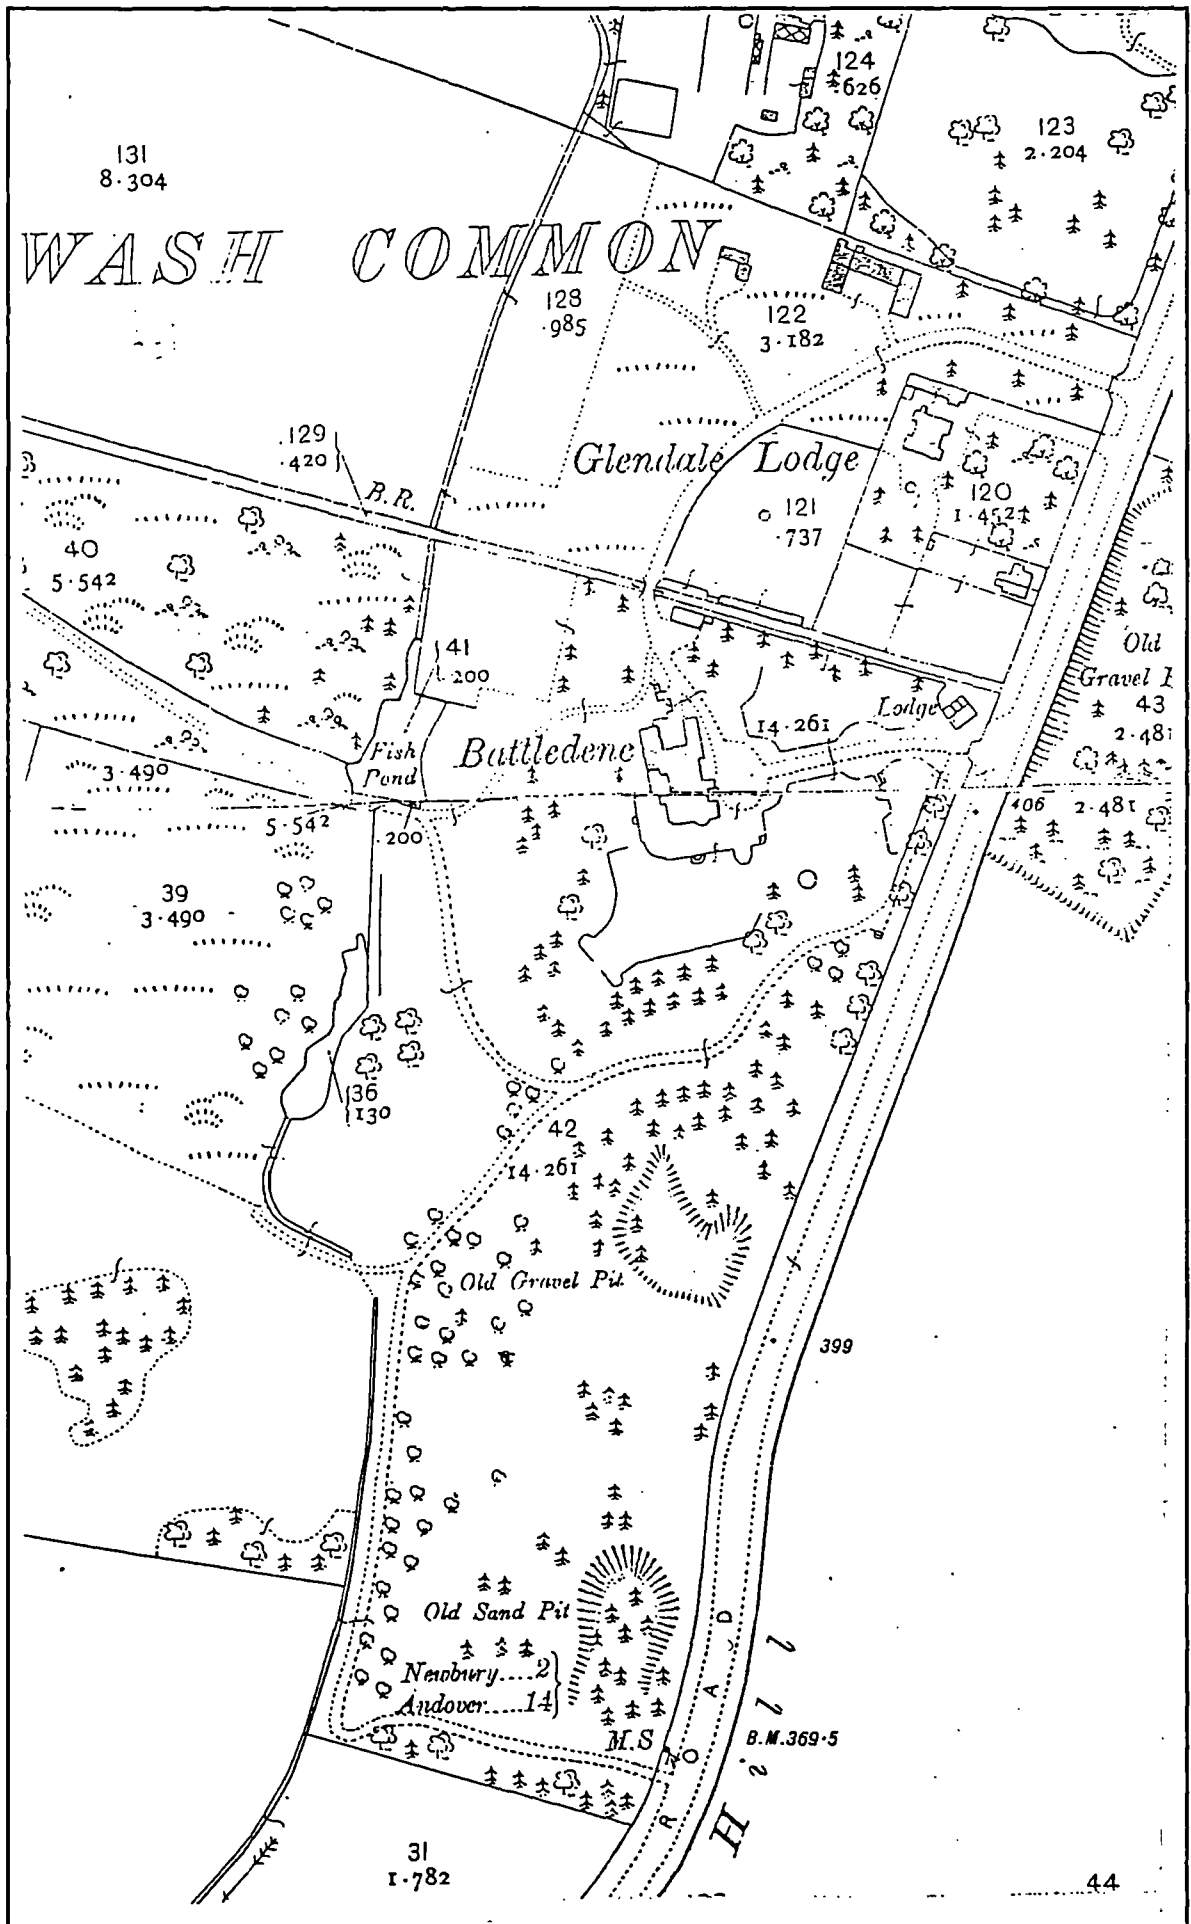 124
.626
123
2.204
131
8.304
WASH COMMON
128
.985
122
3.182
129
.420
B.R.
Glendale Lodge
121
.737
120
1.452
40
5.542
Old
Gravel
43
2.481
41
.200
Lodge
14.261
Fish
Pond
Battledene
3.490
5.542
.200
406
2.481
39
3.490
36
.130
42
14.261
Old Gravel Pit
399
Old Sand Pit
Newbury....2
Andover.....14
M.S
B.M.369.5
ROAD
Hill
31
1.782
44